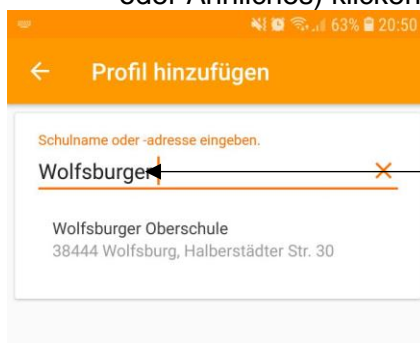 oder Ähnliches) klicken
63% 20:50
Profil hinzufügen
Schulname oder -adresse eingeben.
Wolfsburger
Wolfsburger Oberschule
38444 Wolfsburg, Halberstädter Str. 30